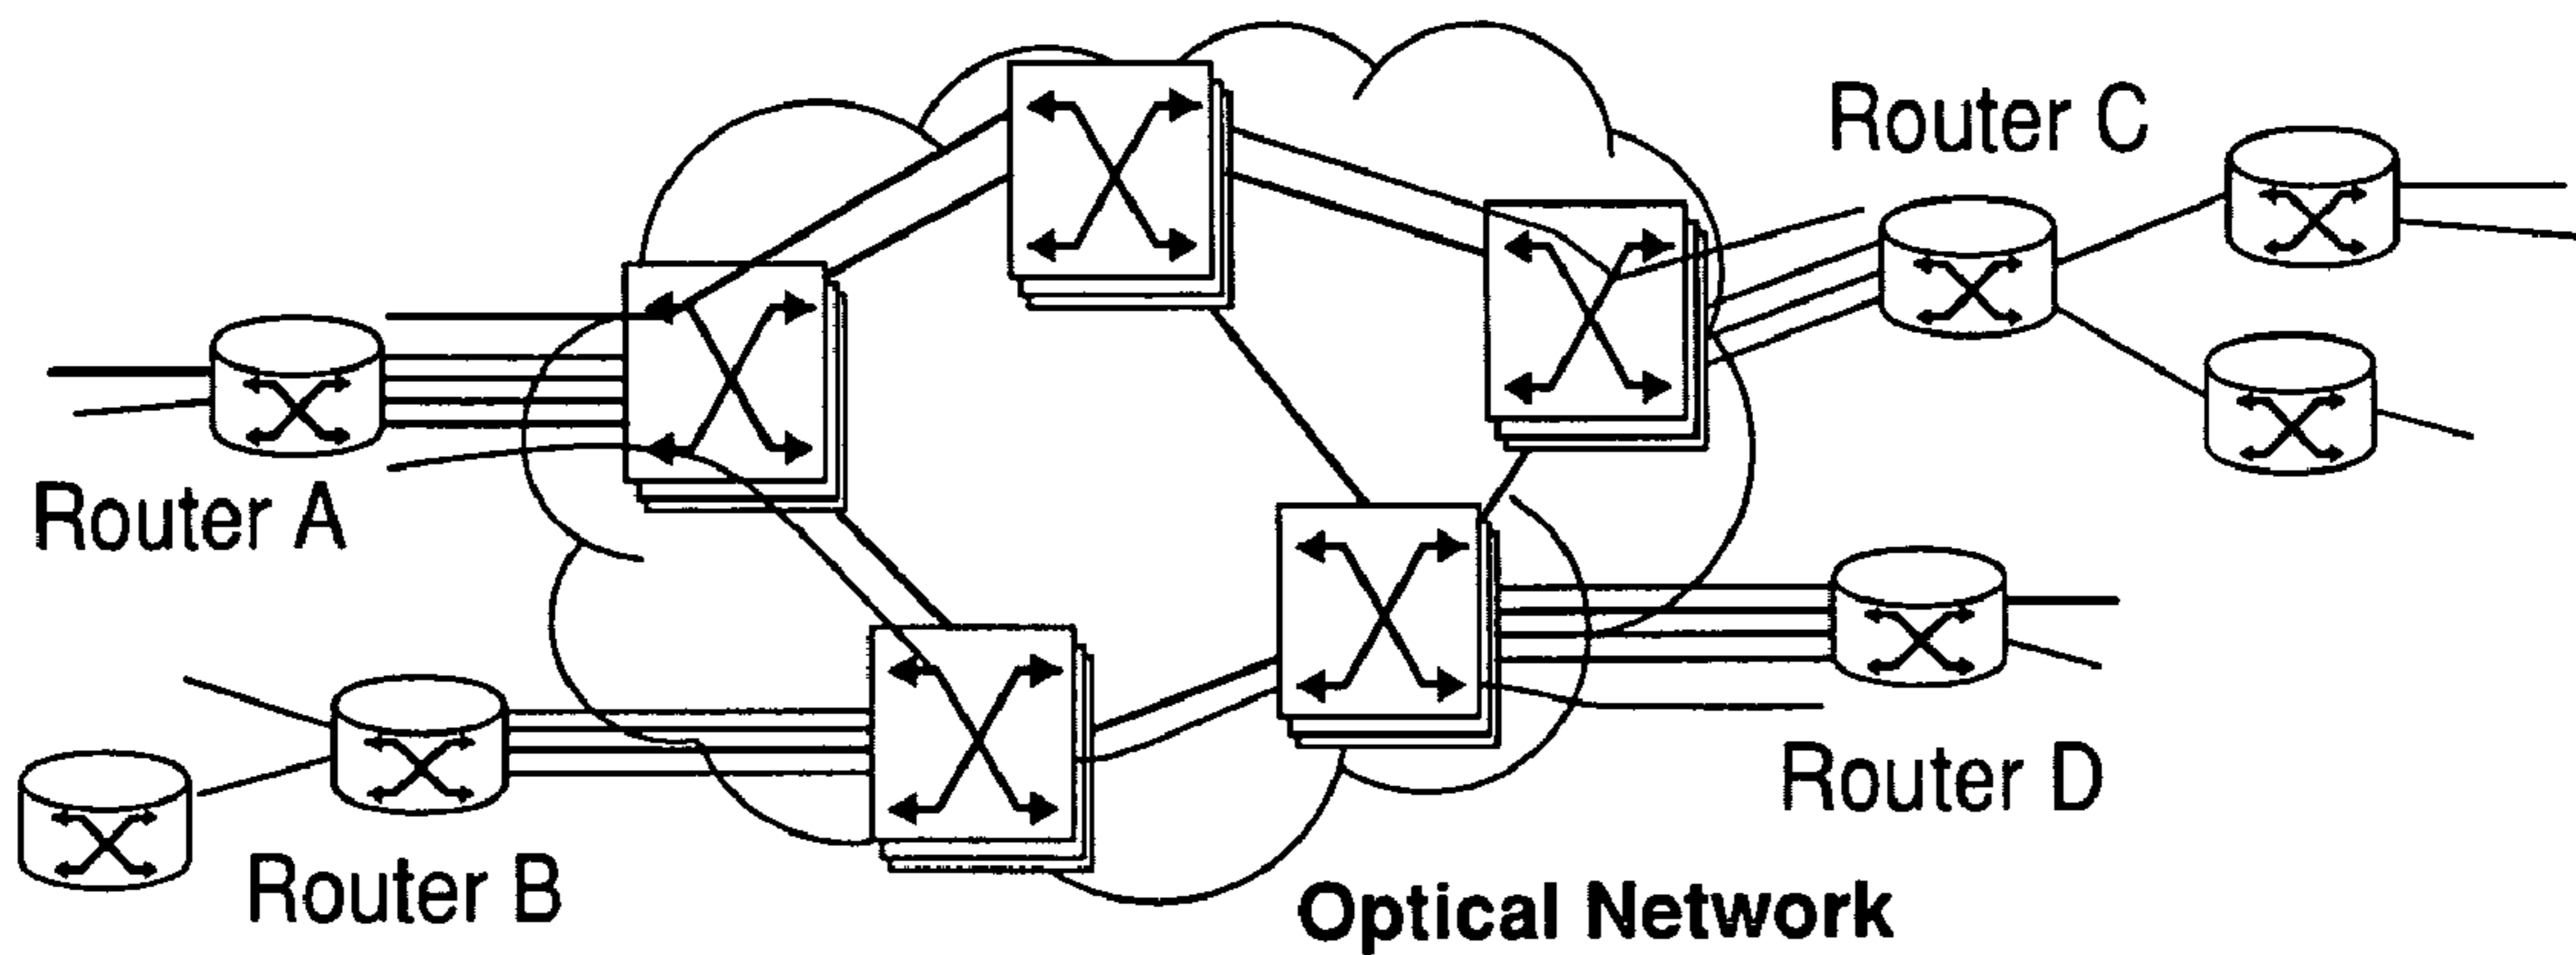 Router C
Router A
Router D
Router B
Optical Network